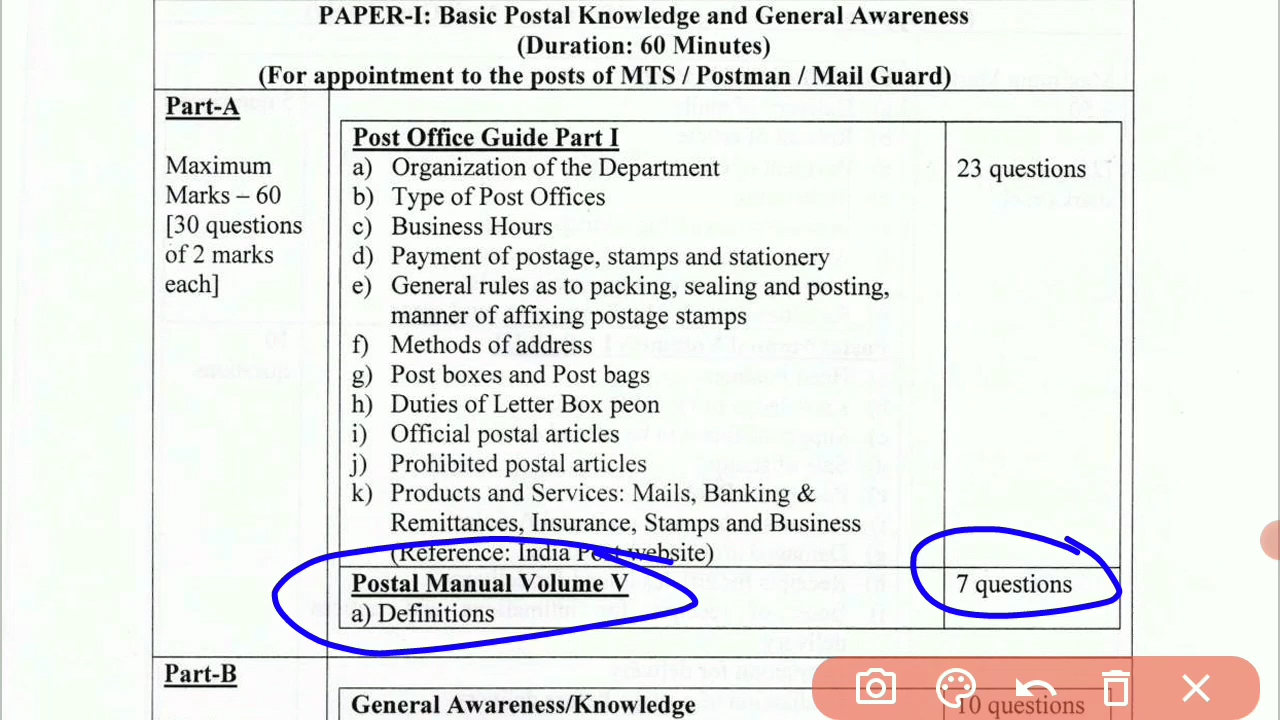 PAPER-I: Basic Postal Knowledge and General Awareness
(Duration: 60 Minutes)
(For appointment to the posts of MTS / Postman / Mail Guard)
Part-A
Maximum
Marks – 60
[30 questions
of 2 marks
each]
Post Office Guide Part I
a) Organization of the Department
b) Type of Post Offices
c) Business Hours
d) Payment of postage, stamps and stationery
e) General rules as to packing, sealing and posting,
manner of affixing postage stamps
f) Methods of address
g) Post boxes and Post bags
h) Duties of Letter Box peon
i) Official postal articles
j) Prohibited postal articles
k) Products and Services: Mails, Banking &
Remittances, Insurance, Stamps and Business
(Reference: India Post website)
23 questions
Postal Manual Volume V
a) Definitions
7 questions
Part-B
General Awareness/Knowledge
10 questions